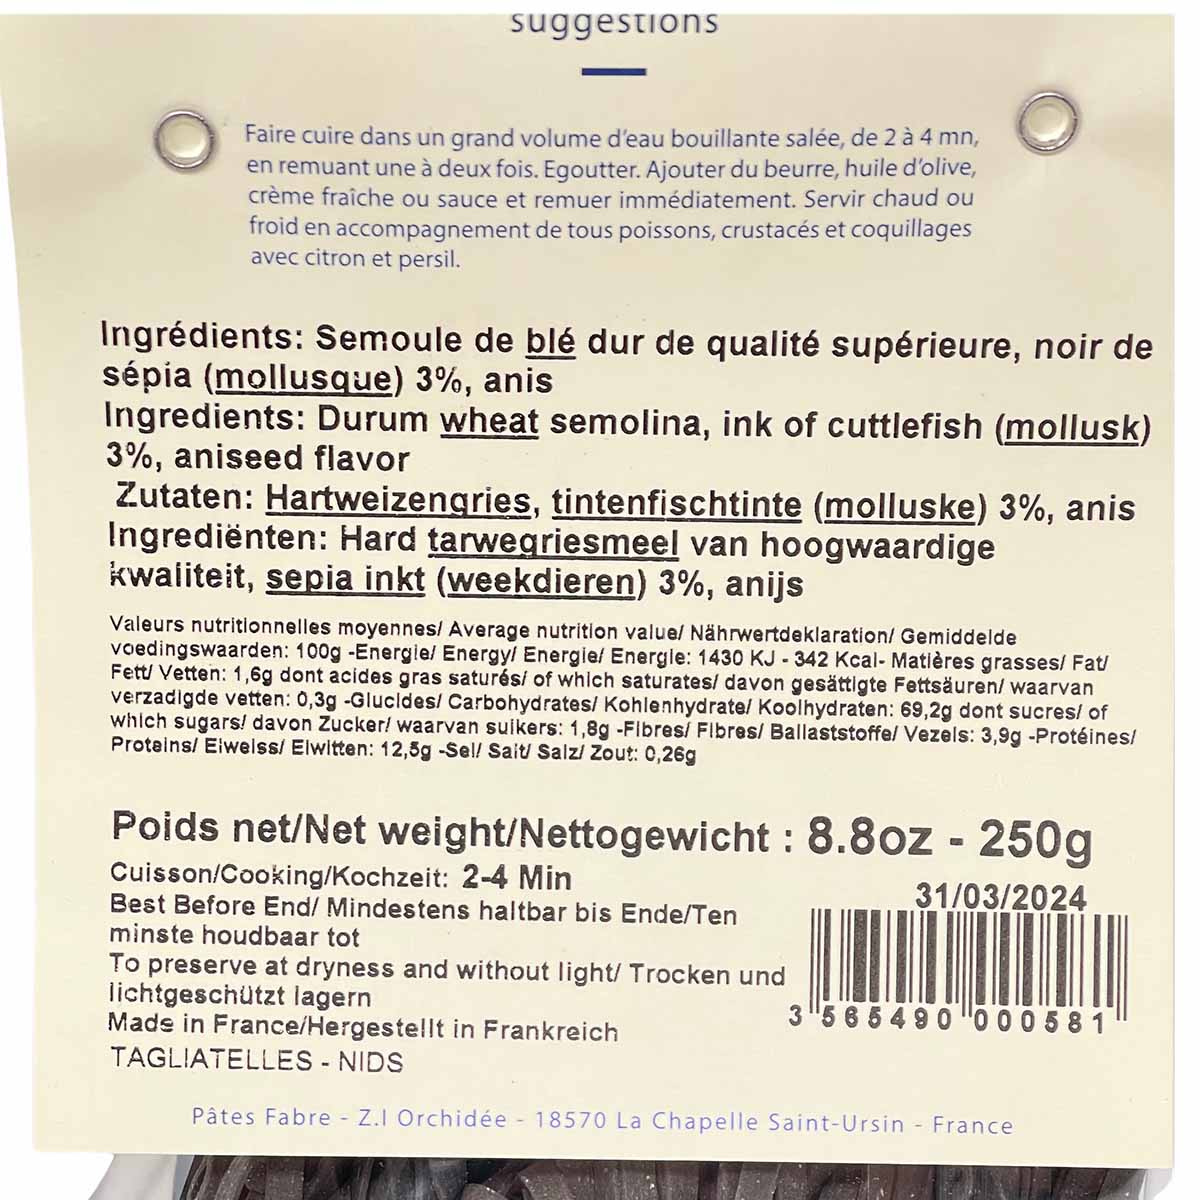 suggestions
Faire cuire dans un grand volume d'eau bouillante salée, de 2 à 4 mn,
en remuant une à deux fois. Egoutter. Ajouter du beurre, huile d'olive,
crème fraîche ou sauce et remuer immédiatement. Servir chaud ou
froid en accompagnement de tous poissons, crustacés et coquillages
avec citron et persil.
Ingrédients: Semoule de blé dur de qualité supérieure, noir de
sépia (mollusque) 3%, anis
Ingredients: Durum wheat semolina, ink of cuttlefish (mollusk)
3%, aniseed flavor
Zutaten: Hartweizengries, tintenfischtinte (molluske) 3%, anis
Ingrediënten: Hard tarwegriesmeel van hoogwaardige
kwaliteit, sepia inkt (weekdieren) 3%, anijs
Valeurs nutritionnelles moyennes/ Average nutrition value/ Nährwertdeklaration/ Gemiddelde
voedingswaarden: 100g -Energie/ Energy/ Energie/ Energie: 1430 KJ - 342 Kcal- Matières grasses/ Fat/
Fett/ Vetten: 1,6g dont acides gras saturés/ of which saturates/ davon gesättigte Fettsäuren/ waarvan
verzadigde vetten: 0,3g -Glucides/ Carbohydrates/ Kohlenhydrate/ Koolhydraten: 69,2g dont sucres/ of
which sugars/ davon Zucker/ waarvan suikers: 1,8g -Fibres/ Fibres/ Ballaststoffe/ Vezels: 3,9g -Protéines/
Proteins/ Eiweiss/ Eiwitten: 12,5g -Sel/ Salt/ Salz/ Zout: 0,26g
Poids net/Net weight/Nettogewicht : 8.8oz - 250g
Cuisson/Cooking/Kochzeit: 2-4 Min
31/03/2024
Best Before End/ Mindestens haltbar bis Ende/Ten
minste houdbaar tot
To preserve at dryness and without light/ Trocken und
lichtgeschützt lagern
3 565490 000581
Made in France/Hergestellt in Frankreich
TAGLIATELLES - NIDS
Pâtes Fabre - Z.I Orchidée - 18570 La Chapelle Saint-Ursin - France